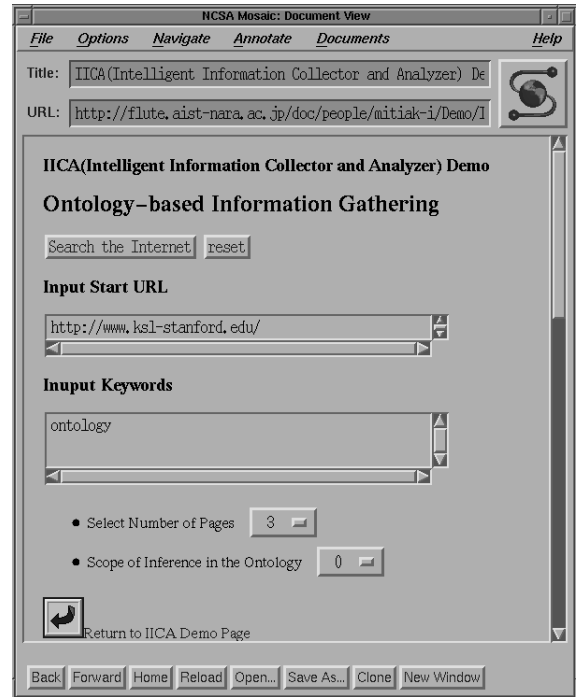 NCSA Mosaic: Document View
File Options Navigate Annotate Documents Help
Title: IICA(Intelligent Information Collector and Analyzer) De
URL: http://flute.aist-nara.ac.jp/doc/people/mitiak-i/Demo/I
IICA(Intelligent Information Collector and Analyzer) Demo
Ontology-based Information Gathering
Search the Internet reset
Input Start URL
http://www.ksl-stanford.edu/
Inuput Keywords
ontology
Select Number of Pages 3
Scope of Inference in the Ontology 0
Return to IICA Demo Page
Back Forward Home Reload Open... Save As... Clone New Window